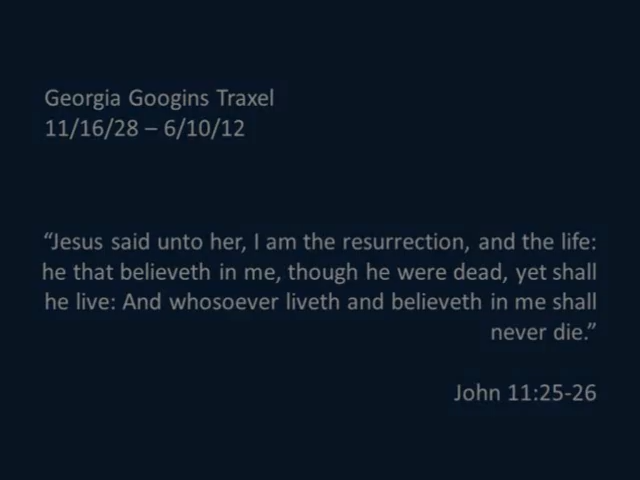 Georgia Googins Traxel
11/16/28 – 6/10/12
“Jesus said unto her, I am the resurrection, and the life:
he that believeth in me, though he were dead, yet shall
he live: And whosoever liveth and believeth in me shall
never die.”
John 11:25-26